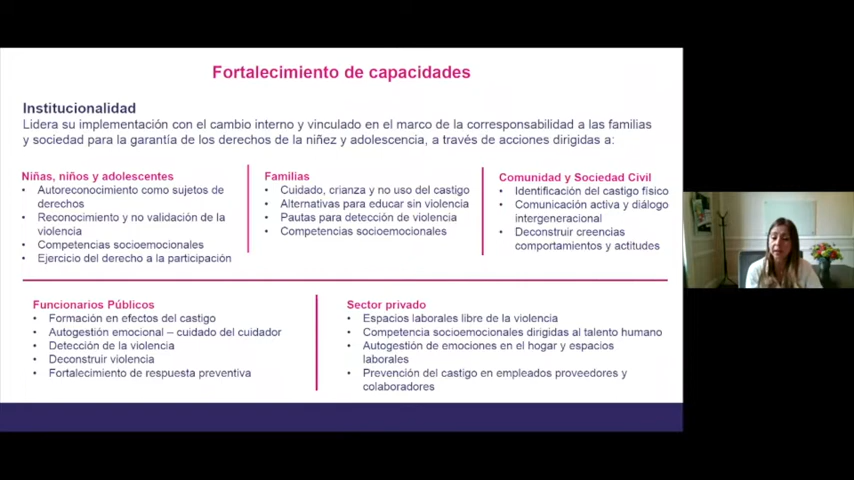 Fortalecimiento de capacidades
Institucionalidad
Lidera su implementación con el cambio interno y vinculado en el marco de la corresponsabilidad a las familias
y sociedad para la garantía de los derechos de la niñez y adolescencia, a través de acciones dirigidas a:
Niñas, niños y adolescentes
• Autoreconocimiento como sujetos de
derechos
• Reconocimiento y no validación de la
violencia
• Competencias socioemocionales
• Ejercicio del derecho a la participación
Familias
• Cuidado, crianza y no uso del castigo
• Alternativas para educar sin violencia
• Pautas para detección de violencia
• Competencias socioemocionales
Comunidad y Sociedad Civil
• Identificación del castigo físico
• Comunicación activa y diálogo
intergeneracional
• Deconstruir creencias
comportamientos y actitudes
Funcionarios Públicos
• Formación en efectos del castigo
• Autogestión emocional – cuidado del cuidador
• Detección de la violencia
• Deconstruir violencia
• Fortalecimiento de respuesta preventiva
Sector privado
• Espacios laborales libre de la violencia
• Competencia socioemocionales dirigidas al talento humano
• Autogestión de emociones en el hogar y espacios
laborales
• Prevención del castigo en empleados proveedores y
colaboradores